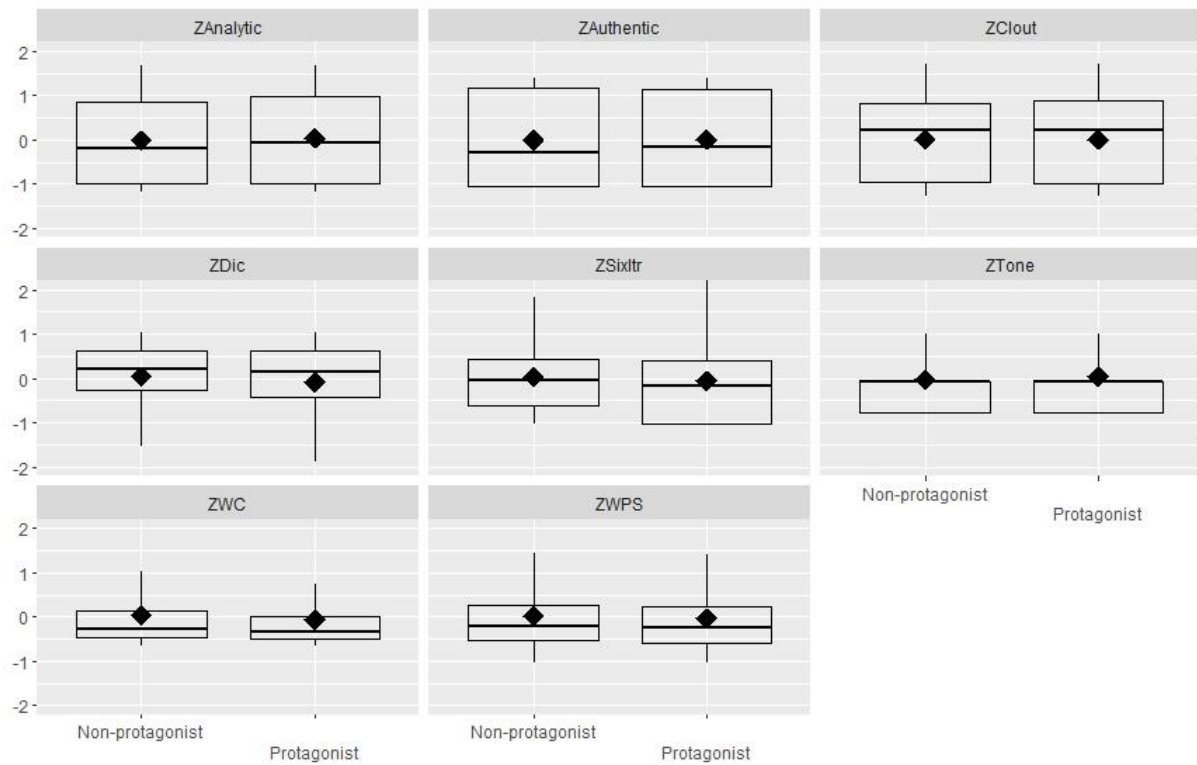 ZAnalytic
ZAuthentic
ZClout
2
1
0
-1
-2
ZDic
ZSixltr
ZTone
2
1
0
-1
-2
Non-protagonist
Protagonist
ZWC
ZWPS
2
1
0
-1
-2
Non-protagonist
Protagonist
Non-protagonist
Protagonist